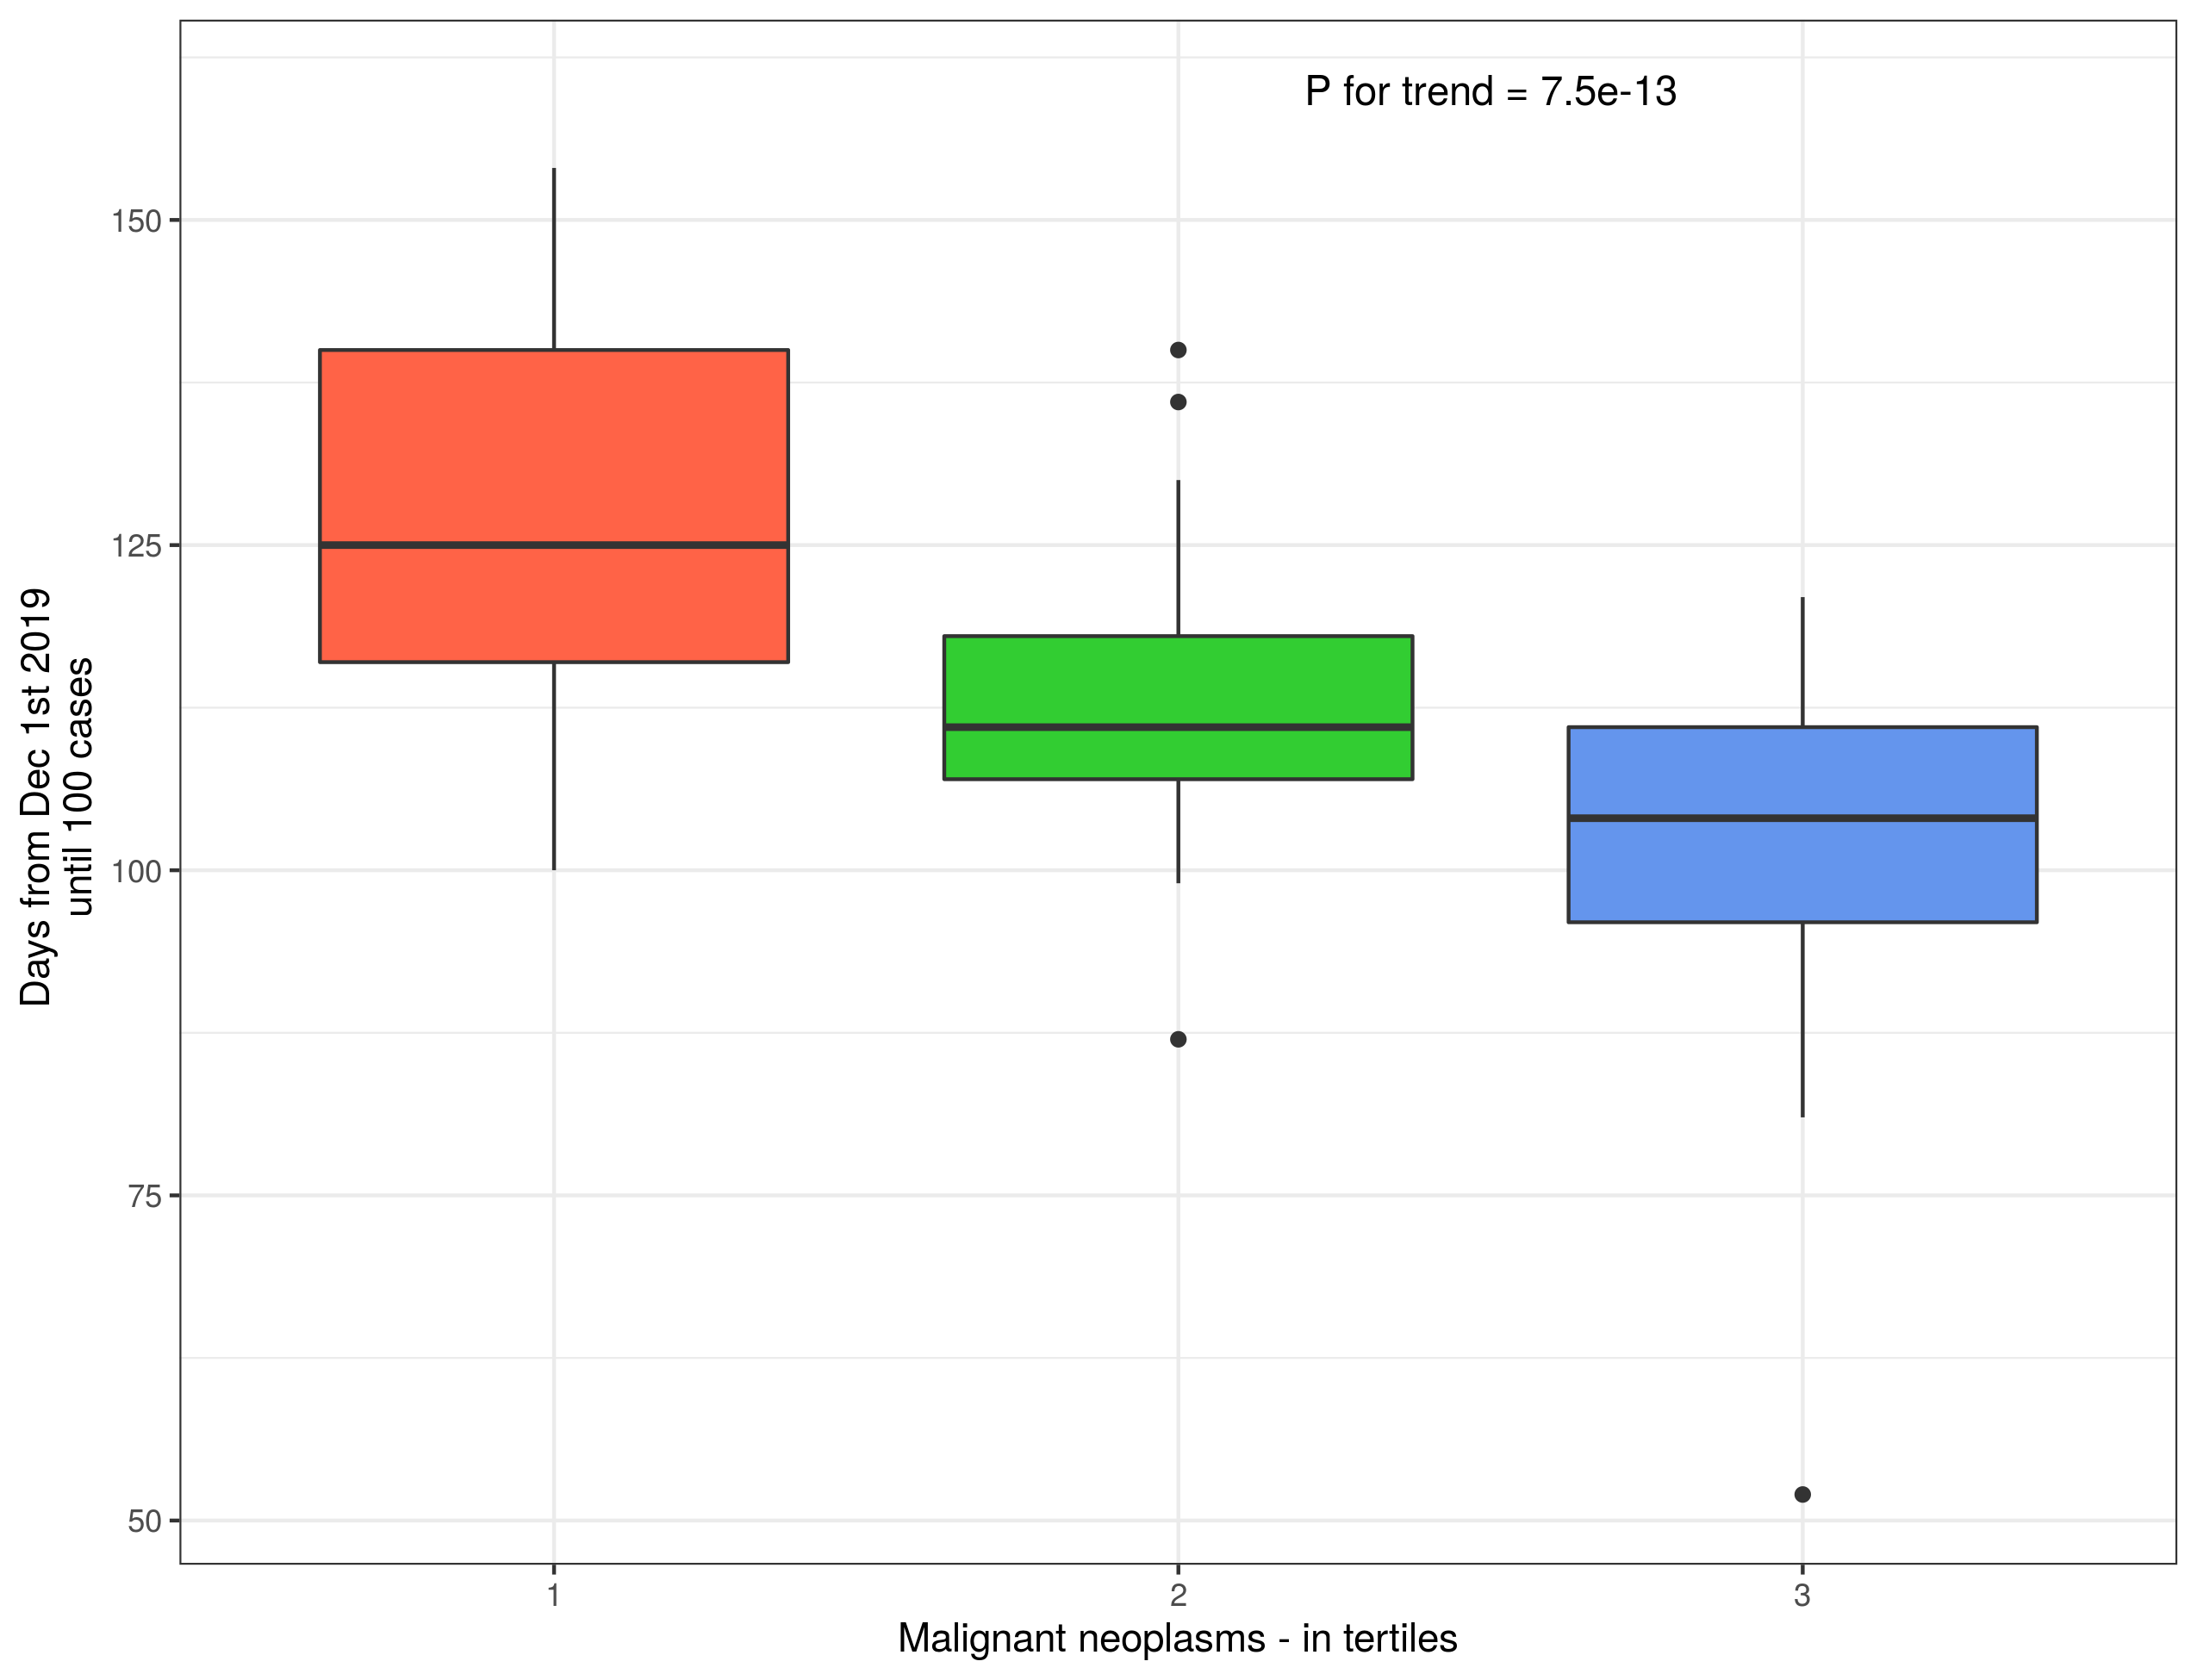 P for trend = 7.5e-13
150
125
100
75
50
Days from Dec 1st 2019
until 100 cases
1
2
3
Malignant neoplasms - in tertiles